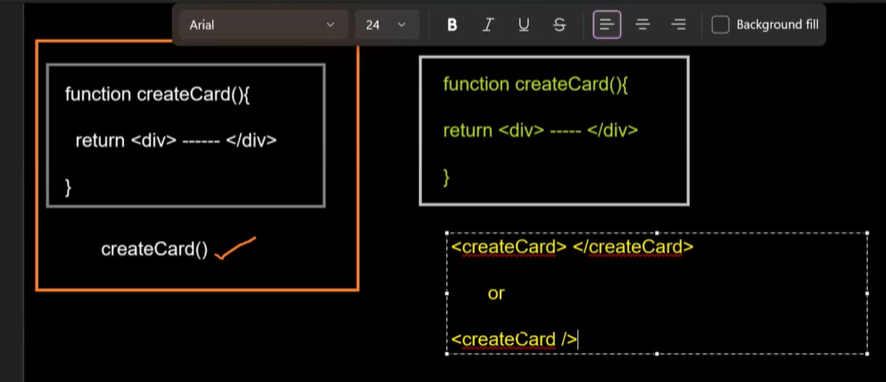 Arial
24
B
I
U
S
Background fill
function createCard(){
return <div> ------ </div>
}
createCard()
function createCard(){
return <div> ----- </div>
}
<createCard> </createCard>
or
<createCard />